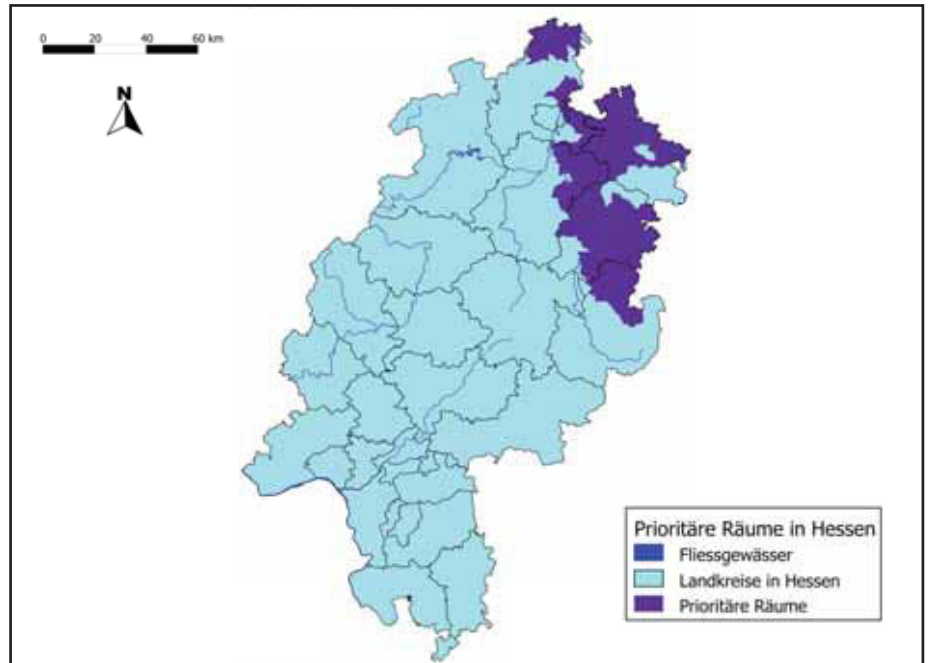 0 20 40 60 km
N
Prioritäre Räume in Hessen
Fliessgewässer
Landkreise in Hessen
Prioritäre Räume